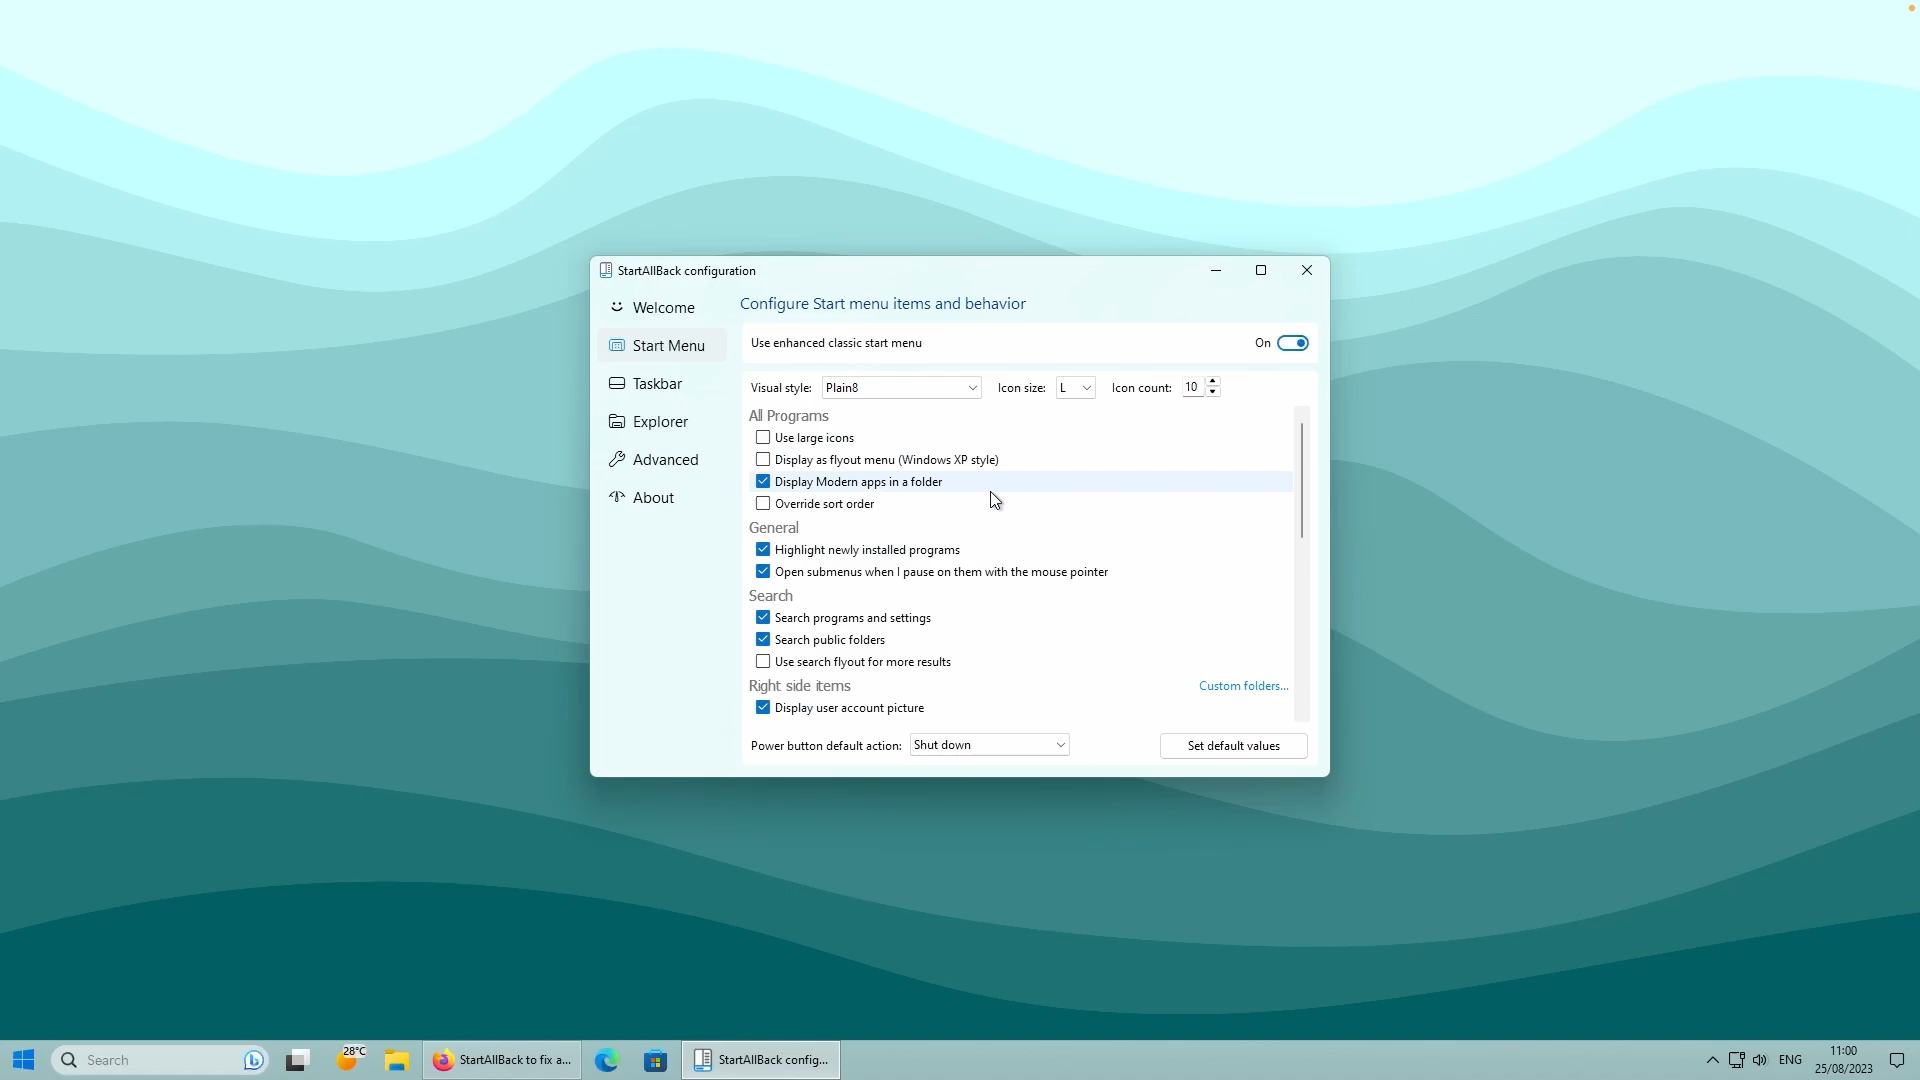 StartAllBack configuration
Welcome
Start Menu
Taskbar
Explorer
Advanced
About
Configure Start menu items and behavior
Use enhanced classic start menu
On
Visual style: Plain8 Icon size: L Icon count: 10
All Programs
Use large icons
Display as flyout menu (Windows XP style)
Display Modern apps in a folder
Override sort order
General
Highlight newly installed programs
Open submenus when I pause on them with the mouse pointer
Search
Search programs and settings
Search public folders
Use search flyout for more results
Right side items Custom folders...
Display user account picture
Power button default action: Shut down Set default values
Search
28°C
StartAllBack to fix a...
StartAllBack config...
ENG
11:00
25/08/2023